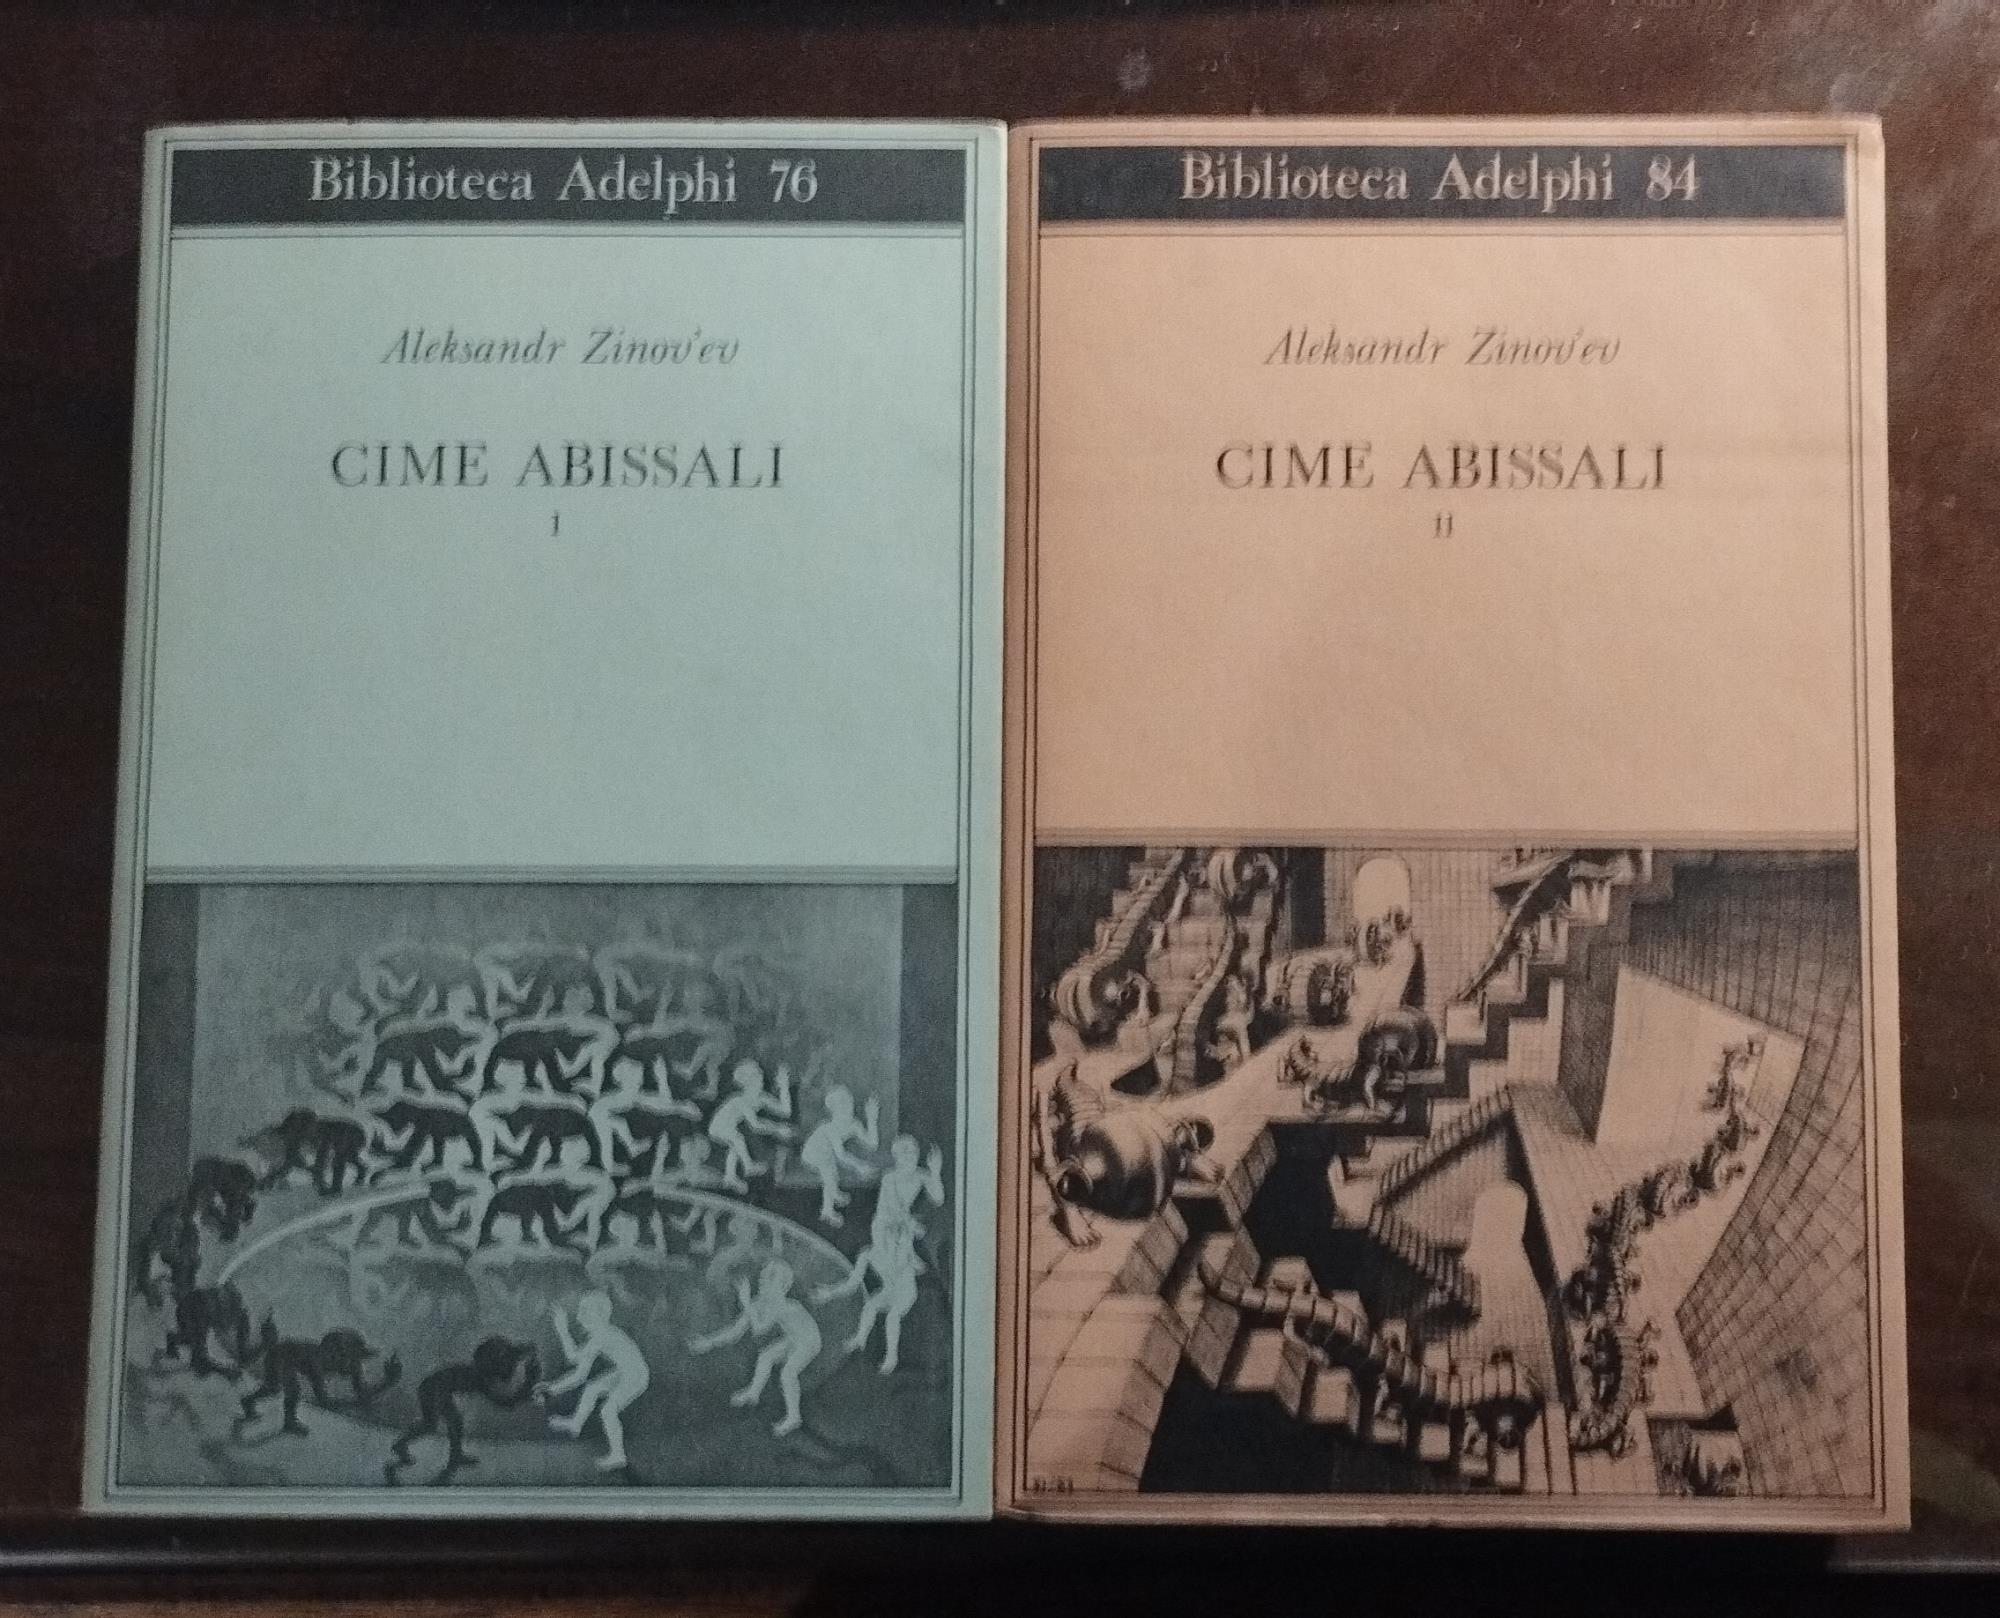 Biblioteca Adelphi 76
Aleksandr Zinov'ev
CIME ABISSALI
I
Biblioteca Adelphi 84
Aleksandr Zinov'ev
CIME ABISSALI
II